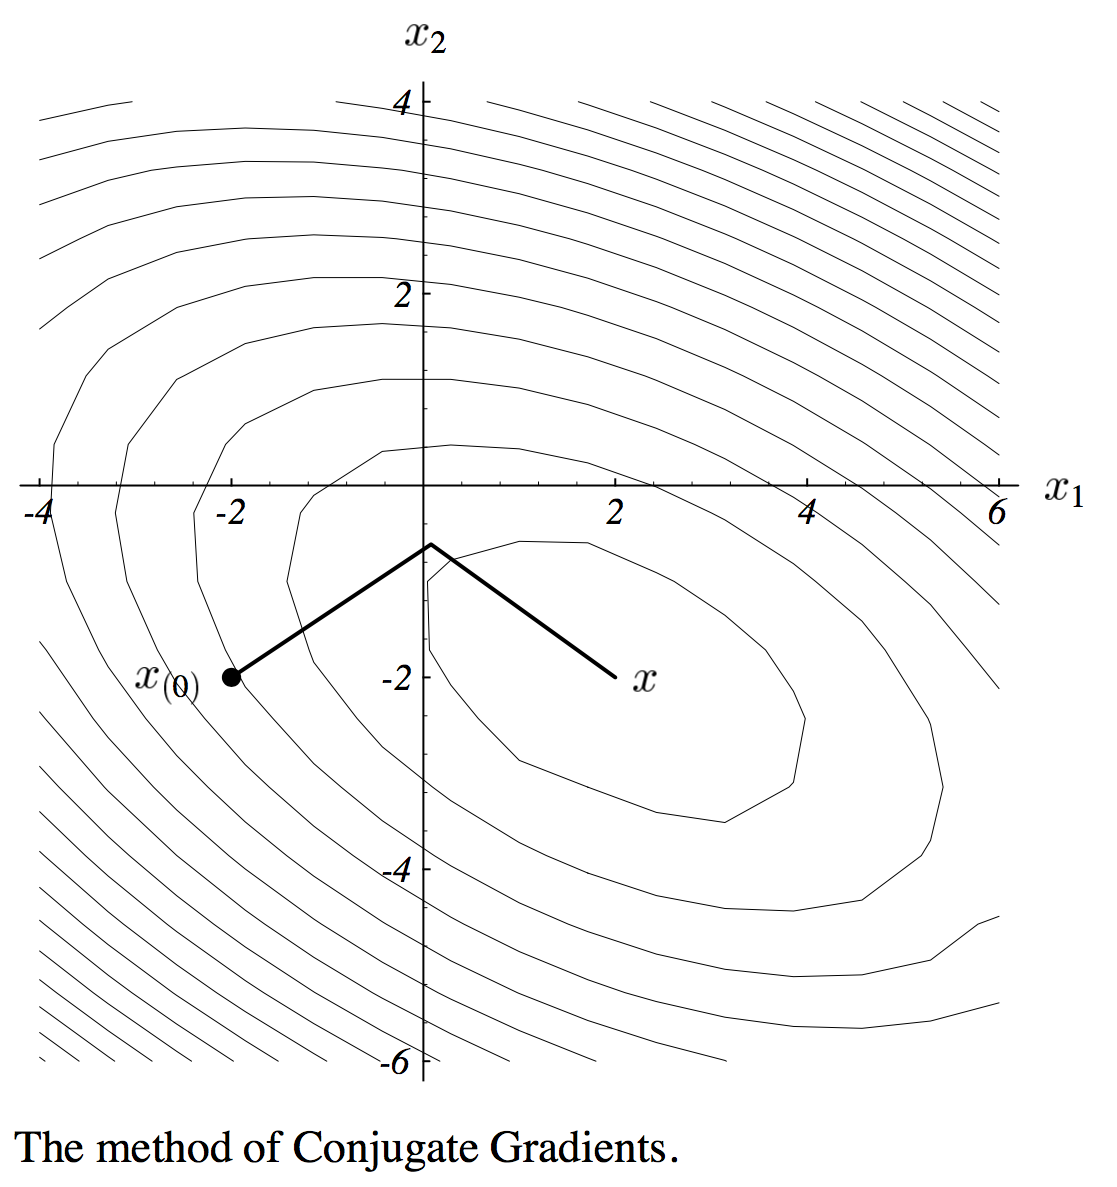 x2
4
2
-4 -2 2 4 6 x1
x(0) -2 x
-4
-6
The method of Conjugate Gradients.